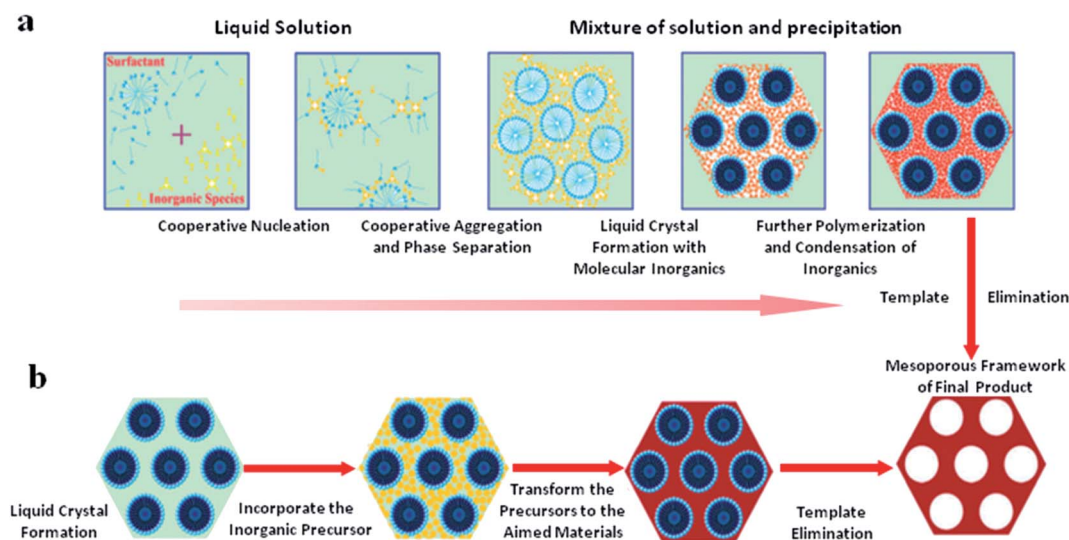 a
Liquid Solution
Mixture of solution and precipitation
Surfactant
Inorganic Species
Cooperative Nucleation
Cooperative Aggregation
and Phase Separation
Liquid Crystal
Formation with
Molecular Inorganics
Further Polymerization
and Condensation of
Inorganics
Template Elimination
b
Mesoporous Framework
of Final Product
Liquid Crystal
Formation
Incorporate the
Inorganic Precursor
Transform the
Precursors to the
Aimed Materials
Template
Elimination